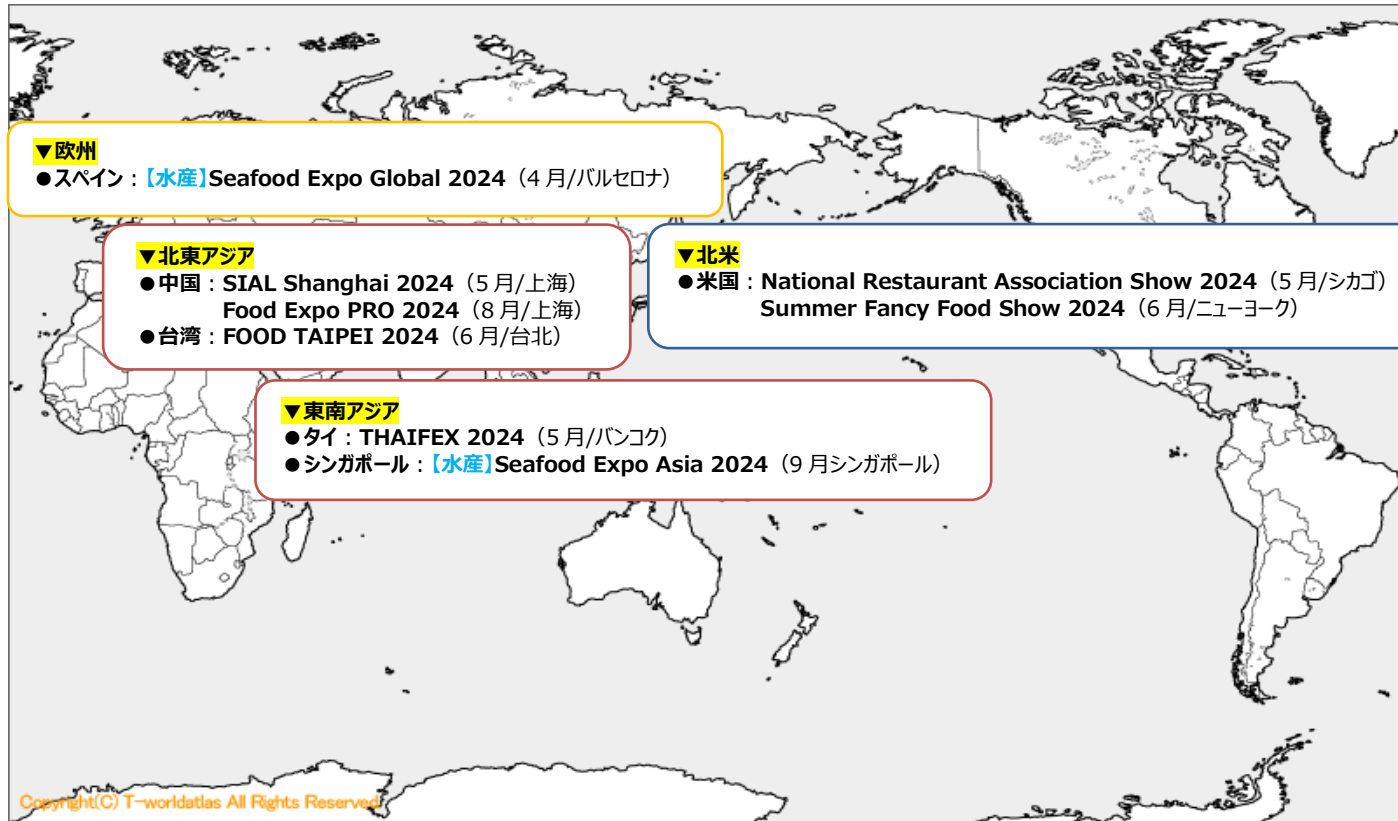 ▼欧州
●スペイン：【水産】Seafood Expo Global 2024（4 月/バルセロナ）
▼北東アジア
●中国：SIAL Shanghai 2024（5 月/上海）
Food Expo PRO 2024（8 月/上海）
●台湾：FOOD TAIPEI 2024（6 月/台北）
▼北米
●米国：National Restaurant Association Show 2024（5 月/シカゴ）
Summer Fancy Food Show 2024（6 月/ニューヨーク）
▼東南アジア
●タイ：THAIFEX 2024（5 月/バンコク）
●シンガポール：【水産】Seafood Expo Asia 2024（9 月シンガポール）
Copyright(C) T-worldatlas All Rights Reserved